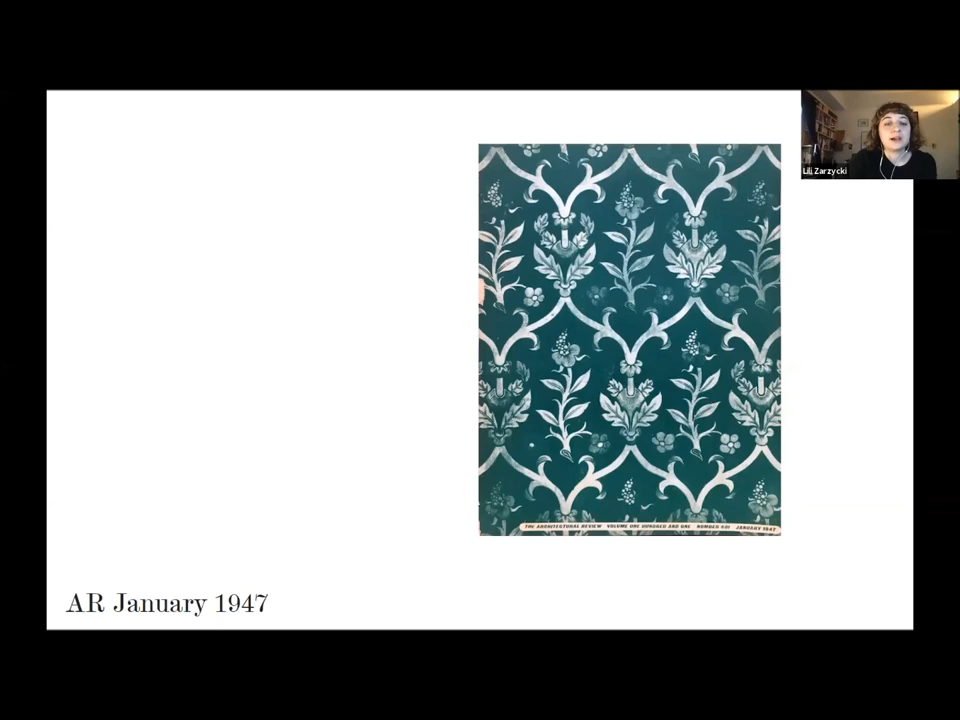 Lili Zarzycki
THE ARCHITECTURAL REVIEW VOLUME ONE HUNDRED AND ONE NUMBER 601 JANUARY 1947
AR January 1947